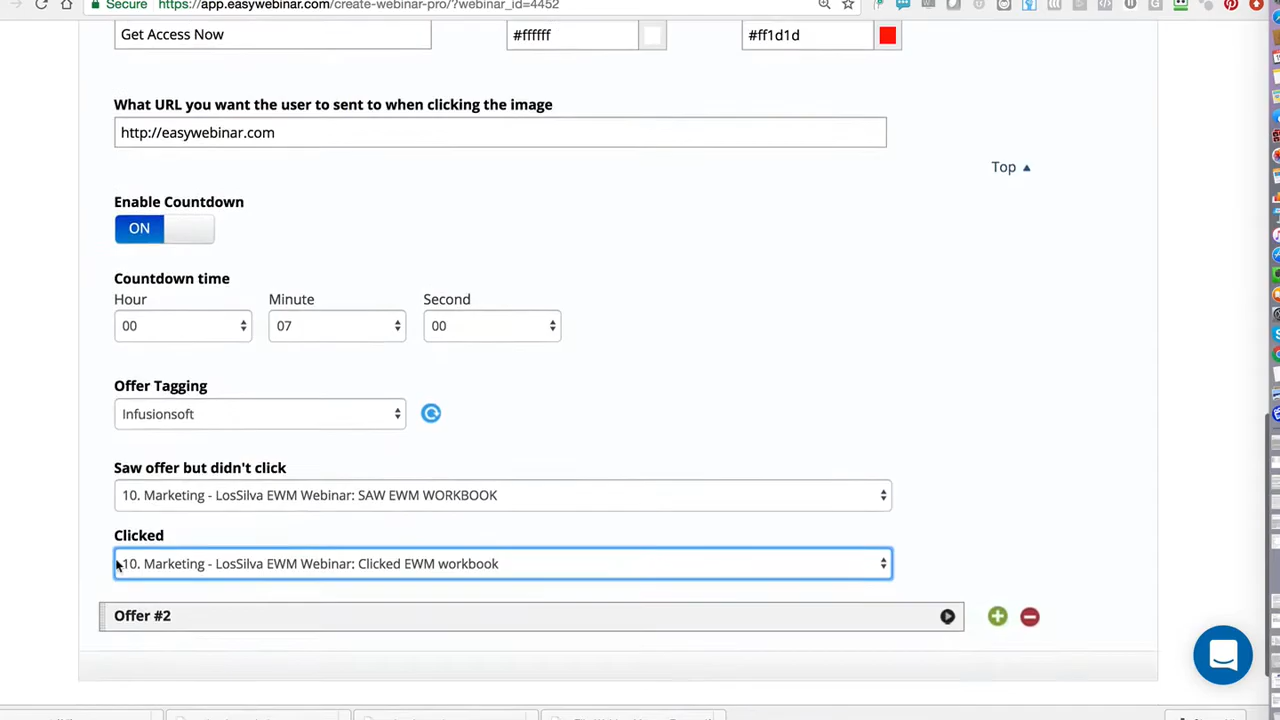 Secure https://app.easywebinar.com/create-webinar-pro/?webinar_id=4452
Get Access Now #ffffff #ff1d1d
What URL you want the user to sent to when clicking the image
http://easywebinar.com
Top
Enable Countdown
ON
Countdown time
Hour Minute Second
00 07 00
Offer Tagging
Infusionsoft
Saw offer but didn't click
10. Marketing - LosSilva EWM Webinar: SAW EWM WORKBOOK
Clicked
10. Marketing - LosSilva EWM Webinar: Clicked EWM workbook
Offer #2